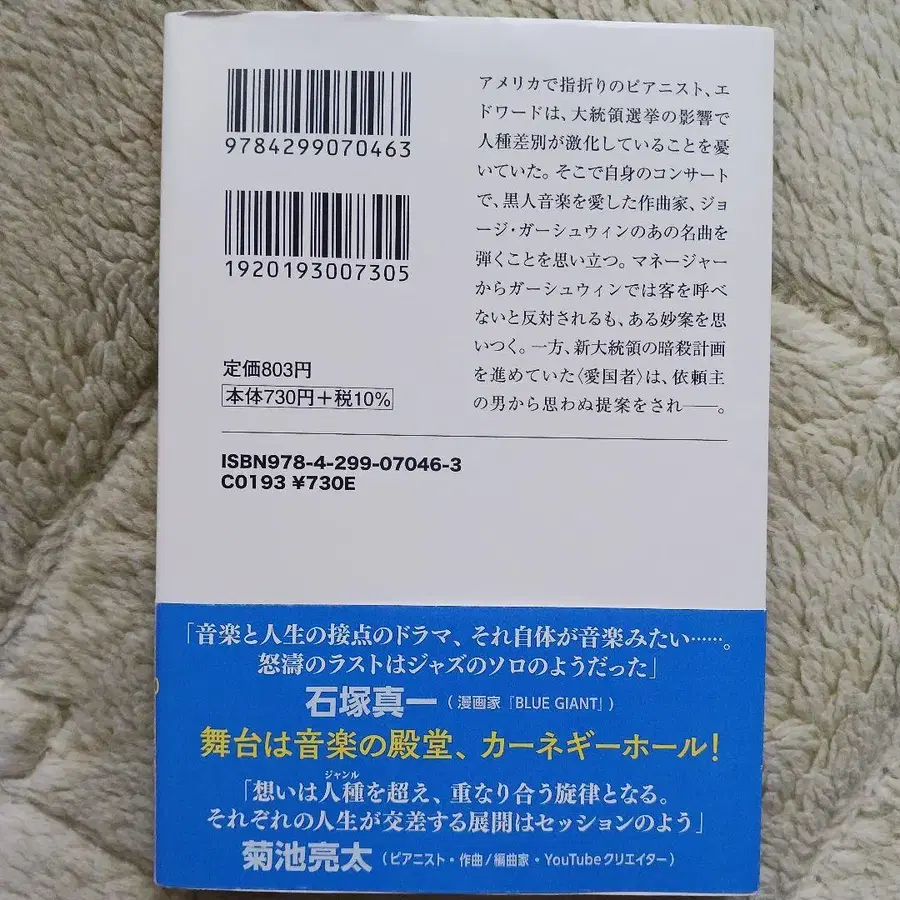 9784299070463
1920193007305
定価803円
本体730円+税10%
ISBN978-4-299-07046-3
C0193 ¥730E
アメリカで指折りのピアニスト、エ
ドワードは、大統領選挙の影響で
人種差別が激化していることを憂
いていた。そこで自身のコンサート
で、黒人音楽を愛した作曲家、ジョ
ージ・ガーシュウィンのあの名曲を
弾くことを思い立つ。マネージャー
からガーシュウィンでは客を呼べ
ないと反対されるも、ある妙案を思
いつく。一方、新大統領の暗殺計画
を進めていた〈愛国者〉は、依頼主
の男から思わぬ提案をされ──。
「音楽と人生の接点のドラマ、それ自体が音楽みたい……。
怒濤のラストはジャズのソロのようだった」
石塚真一(漫画家『BLUE GIANT』)
舞台は音楽の殿堂、カーネギーホール!
ジャンル
「想いは人種を超え、重なり合う旋律となる。
それぞれの人生が交差する展開はセッションのよう」
菊池亮太(ピアニスト・作曲/編曲家・YouTubeクリエイター)